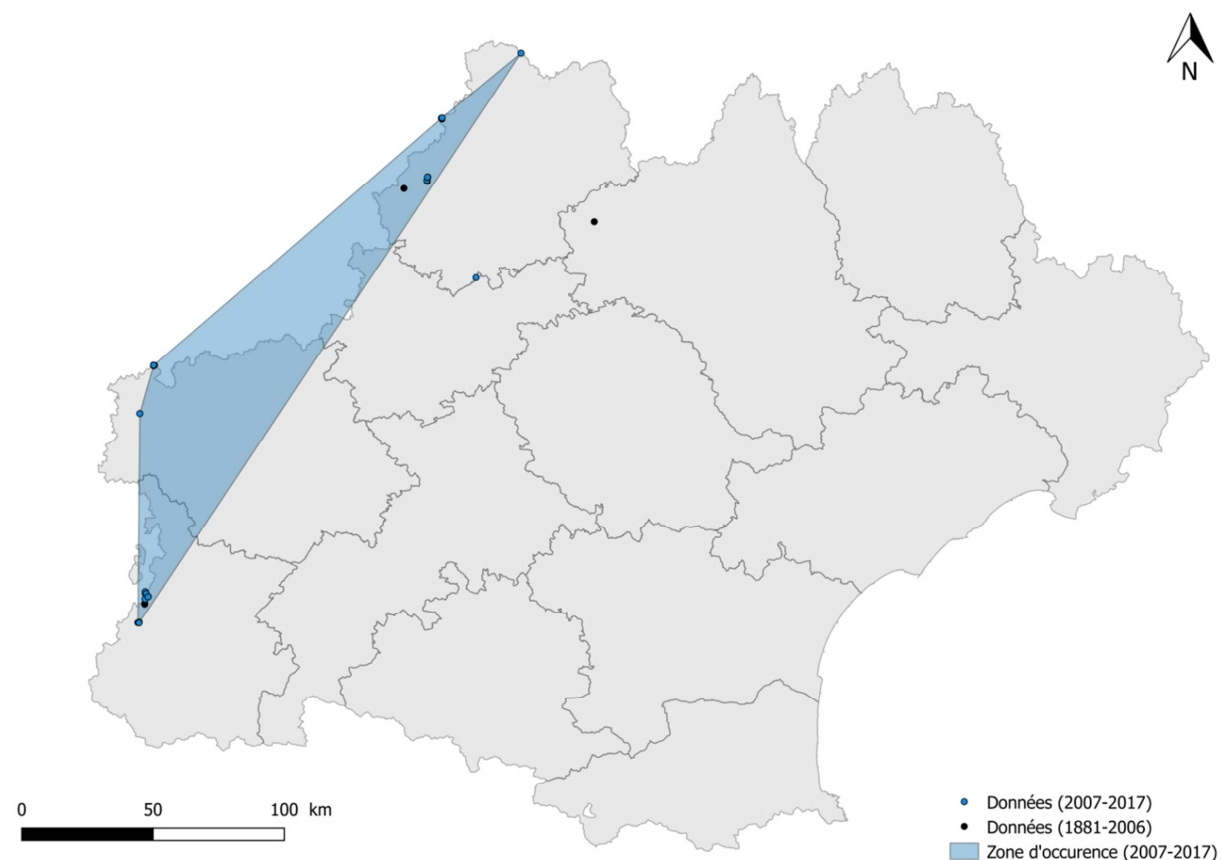 N
0 50 100 km
Données (2007-2017)
Données (1881-2006)
Zone d'occurence (2007-2017)